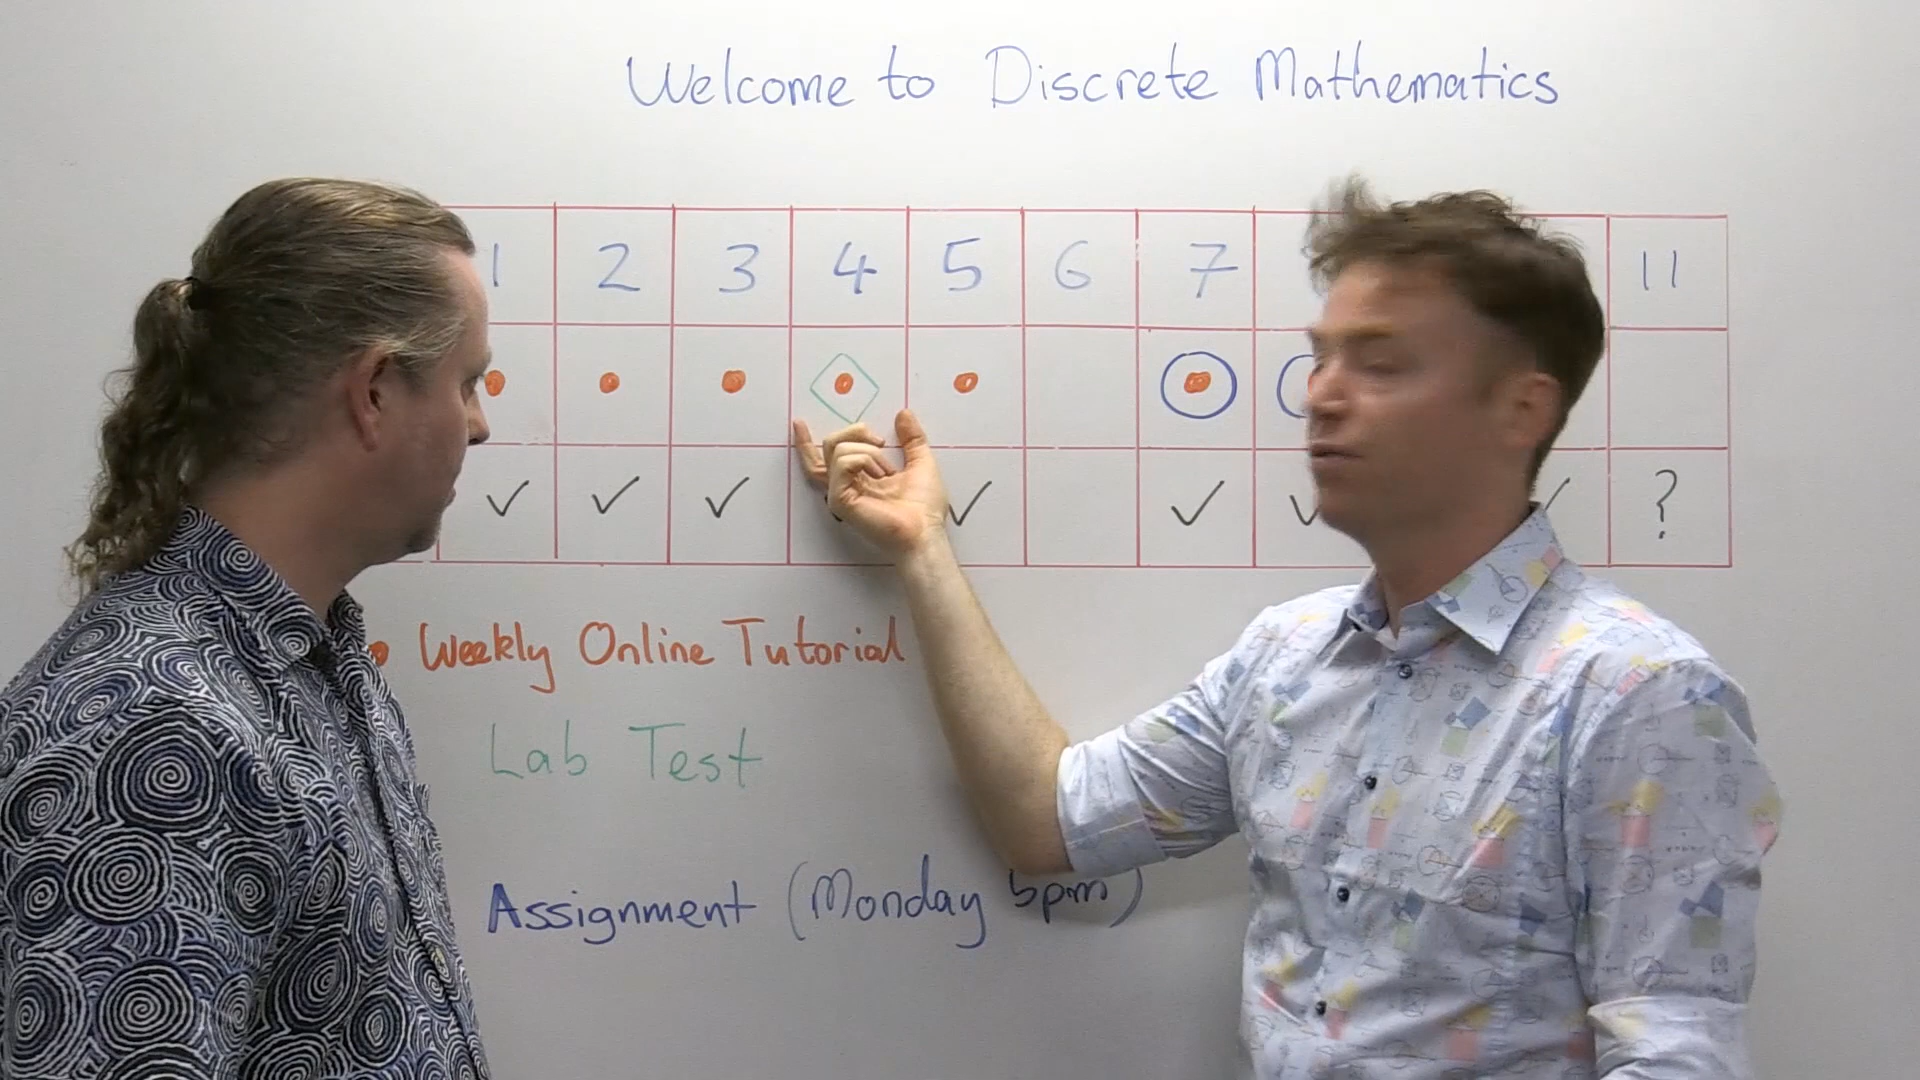 Welcome to Discrete Mathematics
1 2 3 4 5 6 7 11
✓ ✓ ✓ ✓ ✓ ?
Weekly Online Tutorial
Lab Test
Assignment (Monday 5pm)